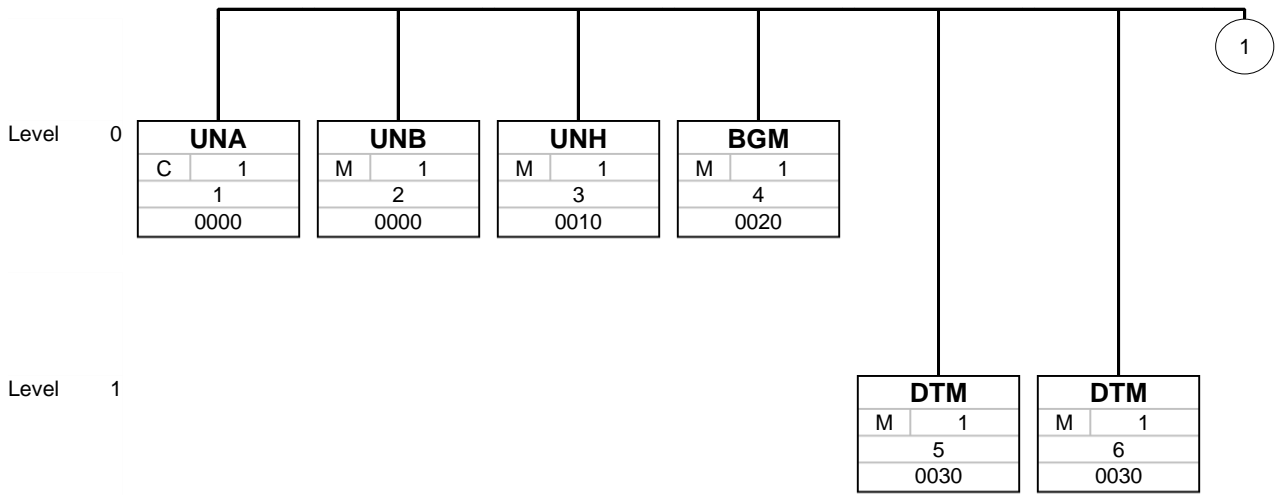 1
Level 0
UNA UNB UNH BGM
C 1 M 1 M 1 M 1
1 2 3 4
0000 0000 0010 0020
Level 1
DTM DTM
M 1 M 1
5 6
0030 0030